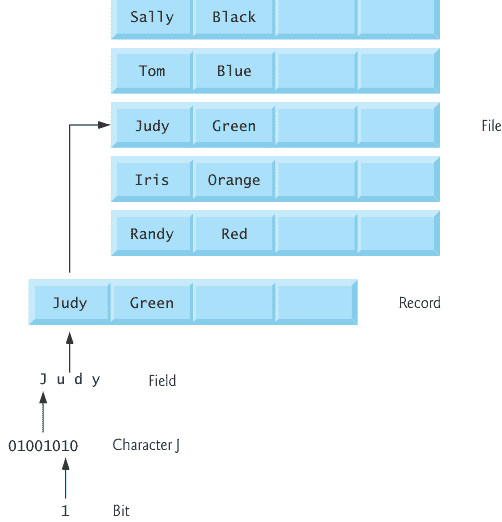 Sally Black
Tom Blue
Judy Green File
Iris Orange
Randy Red
Judy Green Record
J u d y Field
01001010 Character J
1 Bit